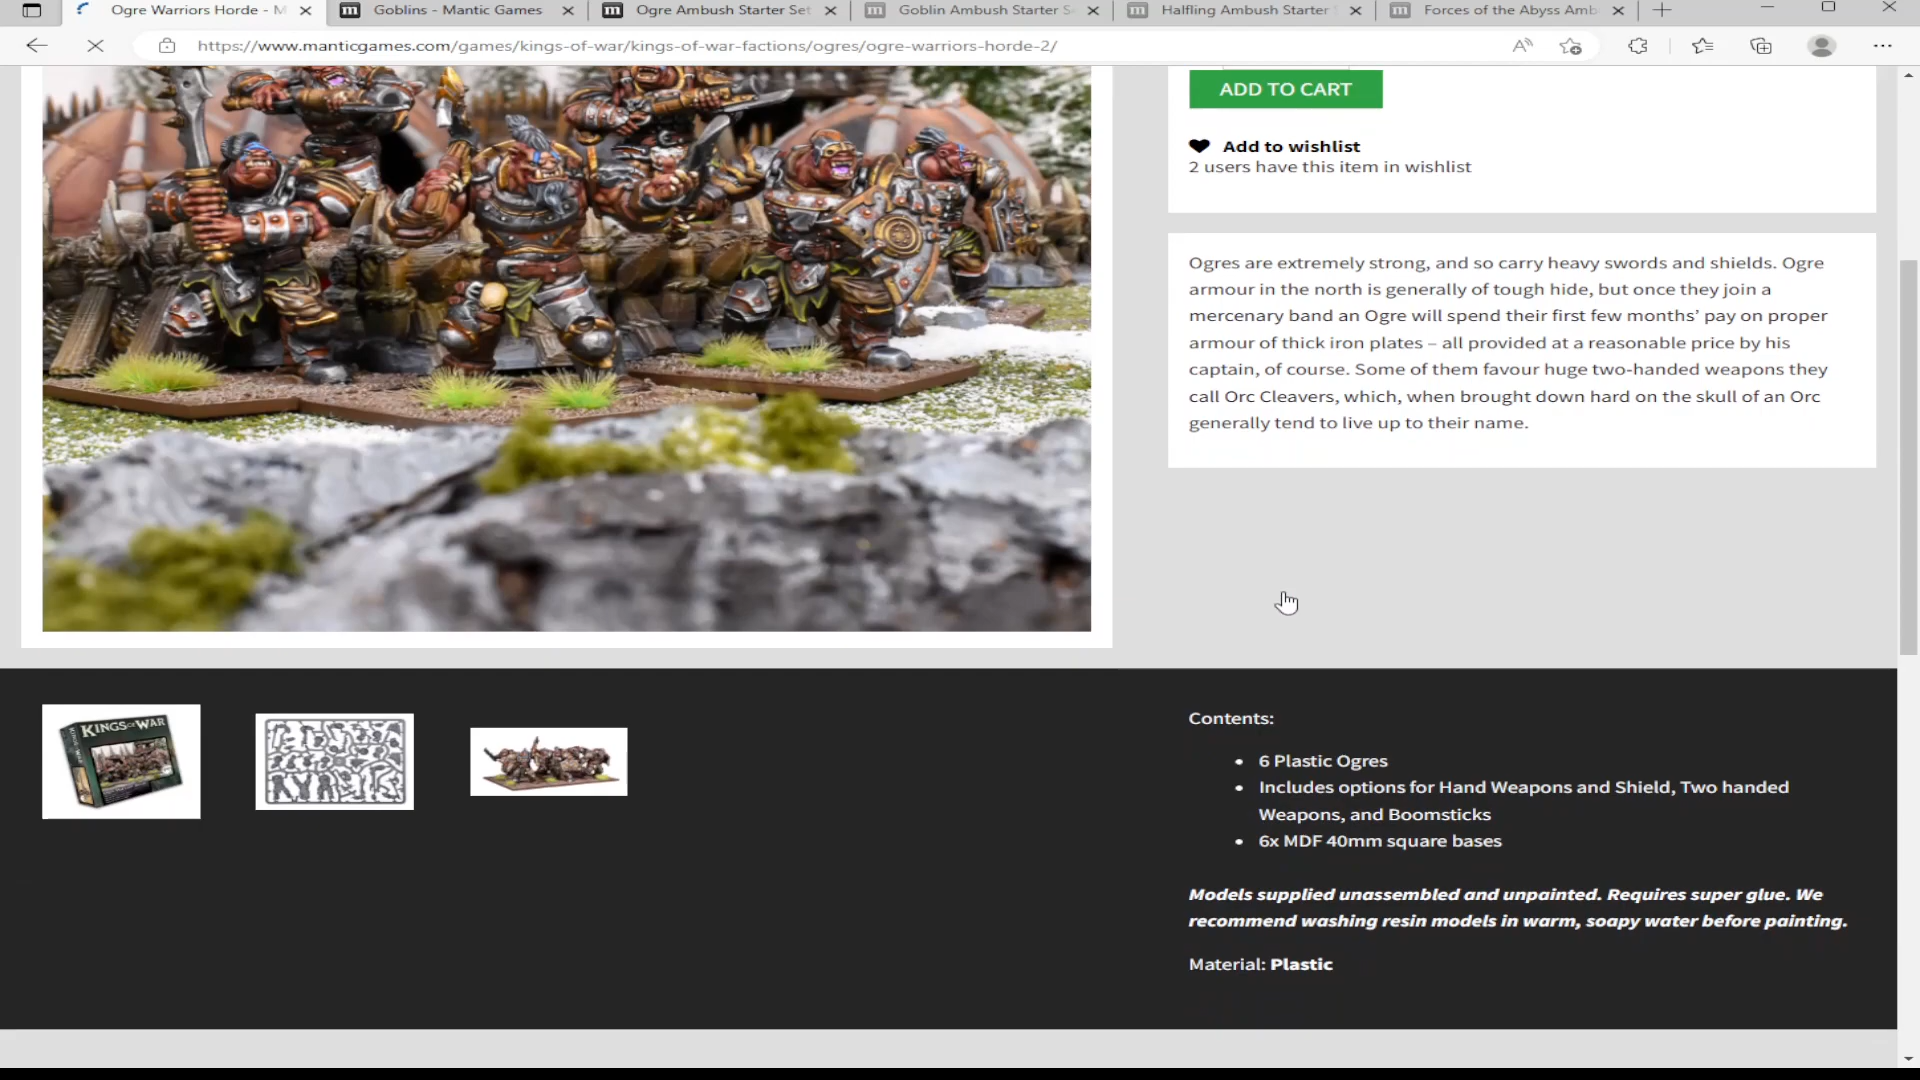 Ogre Warriors Horde - M
Goblins - Mantic Games
Ogre Ambush Starter Set
Goblin Ambush Starter S
Halfling Ambush Starter
Forces of the Abyss Amb
https://www.manticgames.com/games/kings-of-war/kings-of-war-factions/ogres/ogre-warriors-horde-2/
ADD TO CART
Add to wishlist
2 users have this item in wishlist
Ogres are extremely strong, and so carry heavy swords and shields. Ogre
armour in the north is generally of tough hide, but once they join a
mercenary band an Ogre will spend their first few months’ pay on proper
armour of thick iron plates – all provided at a reasonable price by his
captain, of course. Some of them favour huge two-handed weapons they
call Orc Cleavers, which, when brought down hard on the skull of an Orc
generally tend to live up to their name.
KINGS OF WAR
Contents:
• 6 Plastic Ogres
• Includes options for Hand Weapons and Shield, Two handed
Weapons, and Boomsticks
• 6x MDF 40mm square bases
Models supplied unassembled and unpainted. Requires super glue. We
recommend washing resin models in warm, soapy water before painting.
Material: Plastic